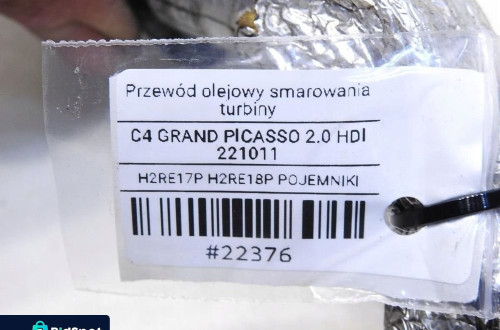 Przewód olejowy smarowania
turbiny
C4 GRAND PICASSO 2.0 HDI
221011
H2RE17P H2RE18P POJEMNIKI
#22376